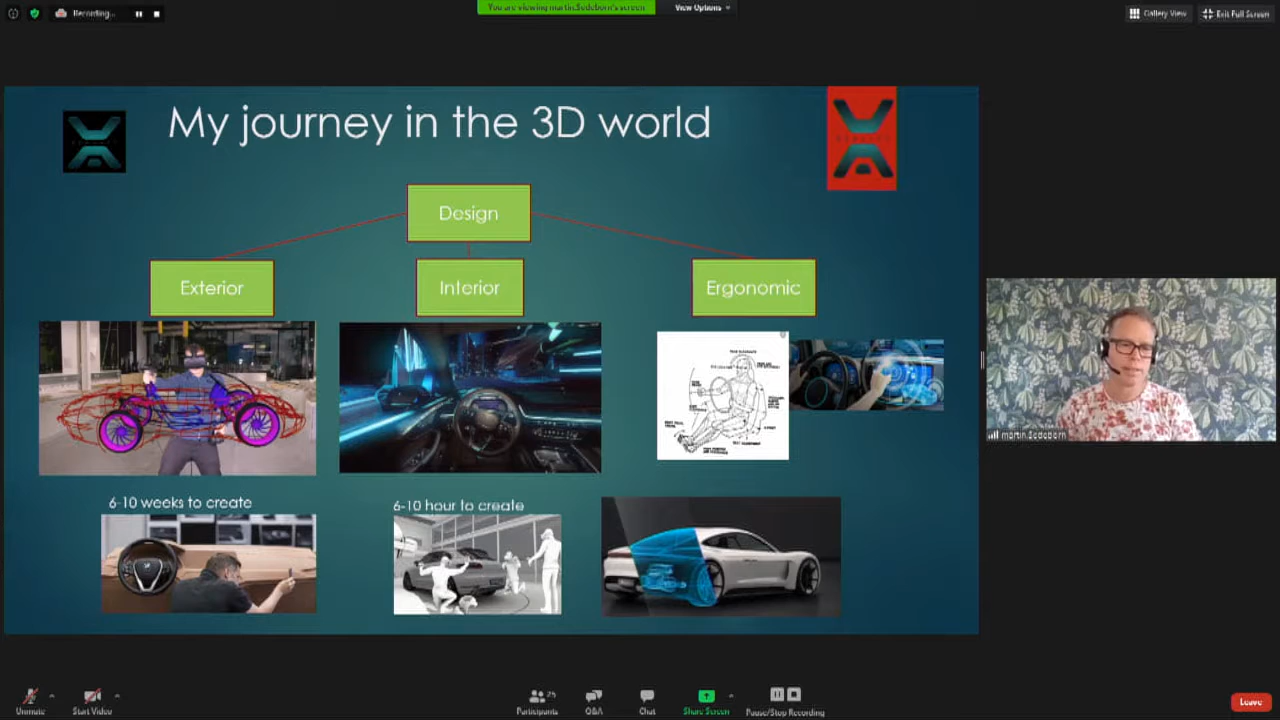 Recording...
You are viewing martin.Sedeborn's screen
View Options
Gallery View
Exit Full Screen
My journey in the 3D world
Design
Exterior
Interior
Ergonomic
6-10 weeks to create
6-10 hour to create
martin.Sedeborn
Unmute
Start Video
Participants
25
Q&A
Chat
Share Screen
Pause/Stop Recording
Leave